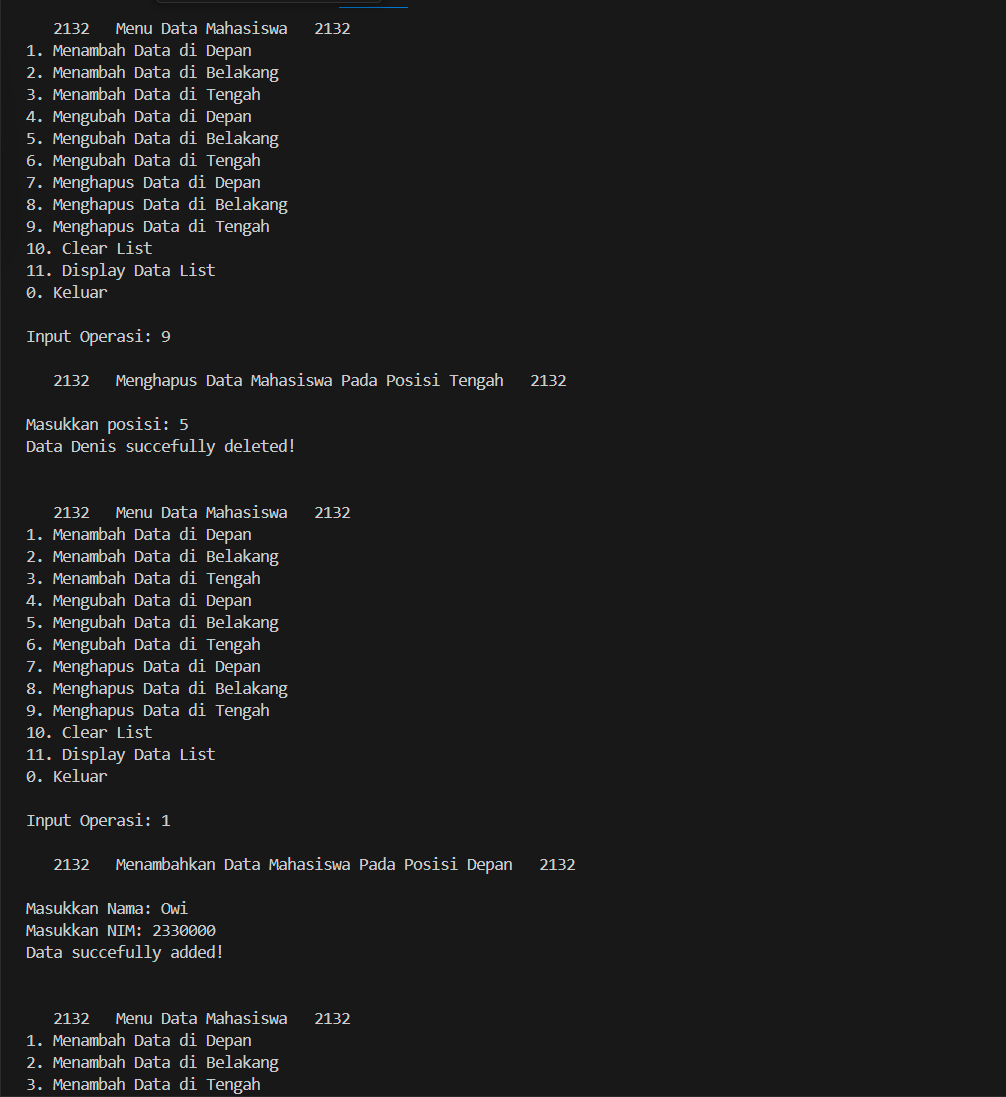 2132 Menu Data Mahasiswa 2132
1. Menambah Data di Depan
2. Menambah Data di Belakang
3. Menambah Data di Tengah
4. Mengubah Data di Depan
5. Mengubah Data di Belakang
6. Mengubah Data di Tengah
7. Menghapus Data di Depan
8. Menghapus Data di Belakang
9. Menghapus Data di Tengah
10. Clear List
11. Display Data List
0. Keluar
Input Operasi: 9
2132 Menghapus Data Mahasiswa Pada Posisi Tengah 2132
Masukkan posisi: 5
Data Denis succefully deleted!
2132 Menu Data Mahasiswa 2132
1. Menambah Data di Depan
2. Menambah Data di Belakang
3. Menambah Data di Tengah
4. Mengubah Data di Depan
5. Mengubah Data di Belakang
6. Mengubah Data di Tengah
7. Menghapus Data di Depan
8. Menghapus Data di Belakang
9. Menghapus Data di Tengah
10. Clear List
11. Display Data List
0. Keluar
Input Operasi: 1
2132 Menambahkan Data Mahasiswa Pada Posisi Depan 2132
Masukkan Nama: Owi
Masukkan NIM: 2330000
Data succefully added!
2132 Menu Data Mahasiswa 2132
1. Menambah Data di Depan
2. Menambah Data di Belakang
3. Menambah Data di Tengah